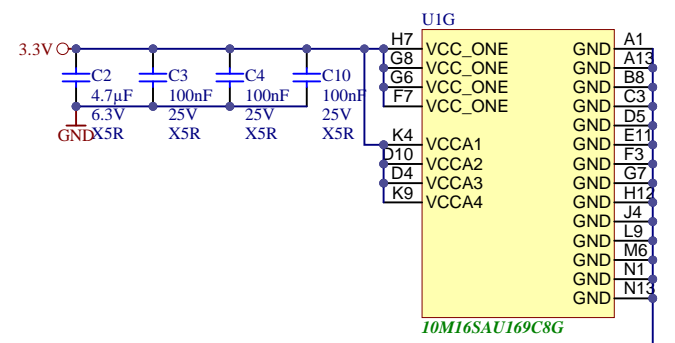 U1G
3.3V
C2
4.7µF
6.3V
X5R
GND
C3
100nF
25V
X5R
C4
100nF
25V
X5R
C10
100nF
25V
X5R
H7 VCC_ONE
G8 VCC_ONE
G6 VCC_ONE
F7 VCC_ONE
K4 VCCA1
D10 VCCA2
D4 VCCA3
K9 VCCA4
GND A1
GND A13
GND B8
GND C3
GND D5
GND E11
GND F3
GND G7
GND H12
GND J4
GND L9
GND M6
GND N1
GND N13
10M16SAU169C8G